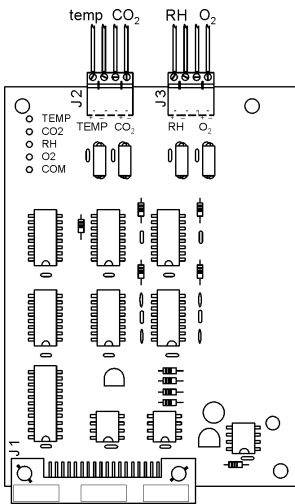 temp CO₂ RH O₂
J2 J3
TEMP CO₂ RH O₂
TEMP
CO2
RH
O2
COM
J1